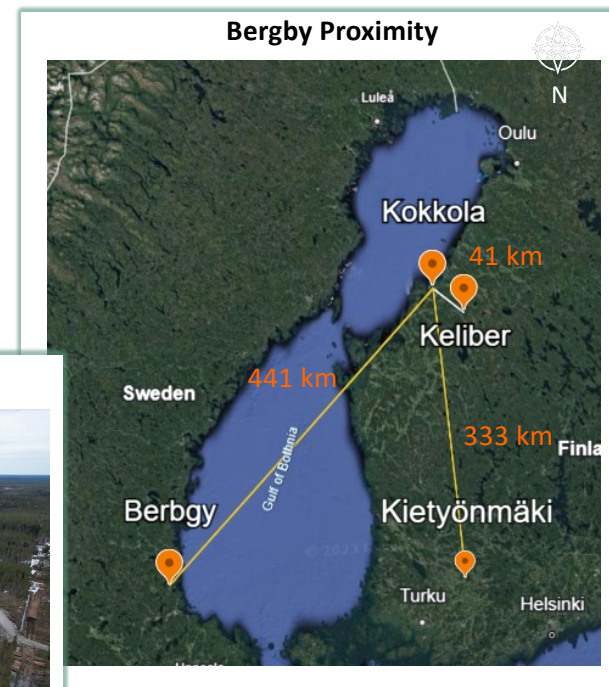 Bergby Proximity
N
Luleå
Oulu
Kokkola
41 km
Keliber
441 km
Sweden
333 km
Finla
Gulf of Bothnia
Berbgy
Kietyönmäki
Turku
Helsinki